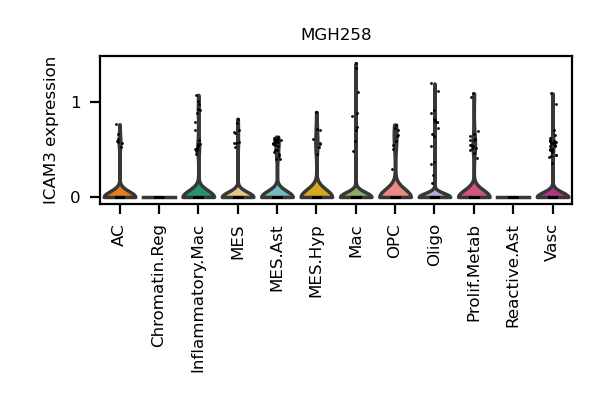 MGH258
ICAM3 expression
1
0
AC
Chromatin.Reg
Inflammatory.Mac
MES
MES.Ast
MES.Hyp
Mac
OPC
Oligo
Prolif.Metab
Reactive.Ast
Vasc